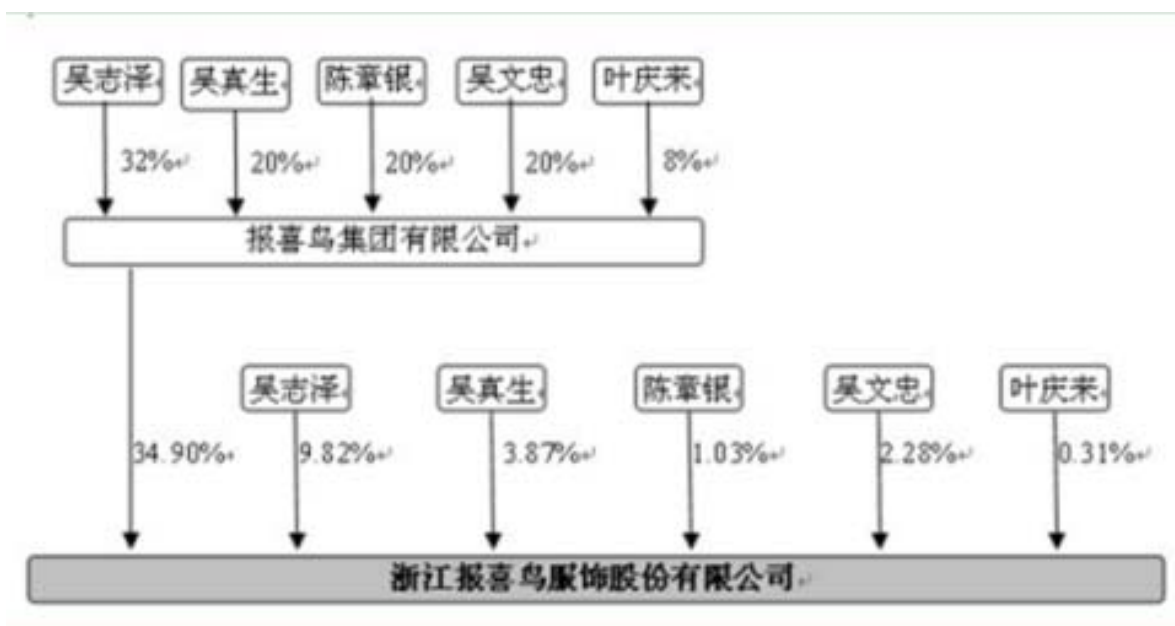 吴志泽
吴真生
陈章银
吴文忠
叶庆来
32%
20%
20%
20%
8%
报喜鸟集团有限公司
吴志泽
吴真生
陈章银
吴文忠
叶庆来
34.90%
9.82%
3.87%
1.03%
2.28%
0.31%
浙江报喜鸟服饰股份有限公司